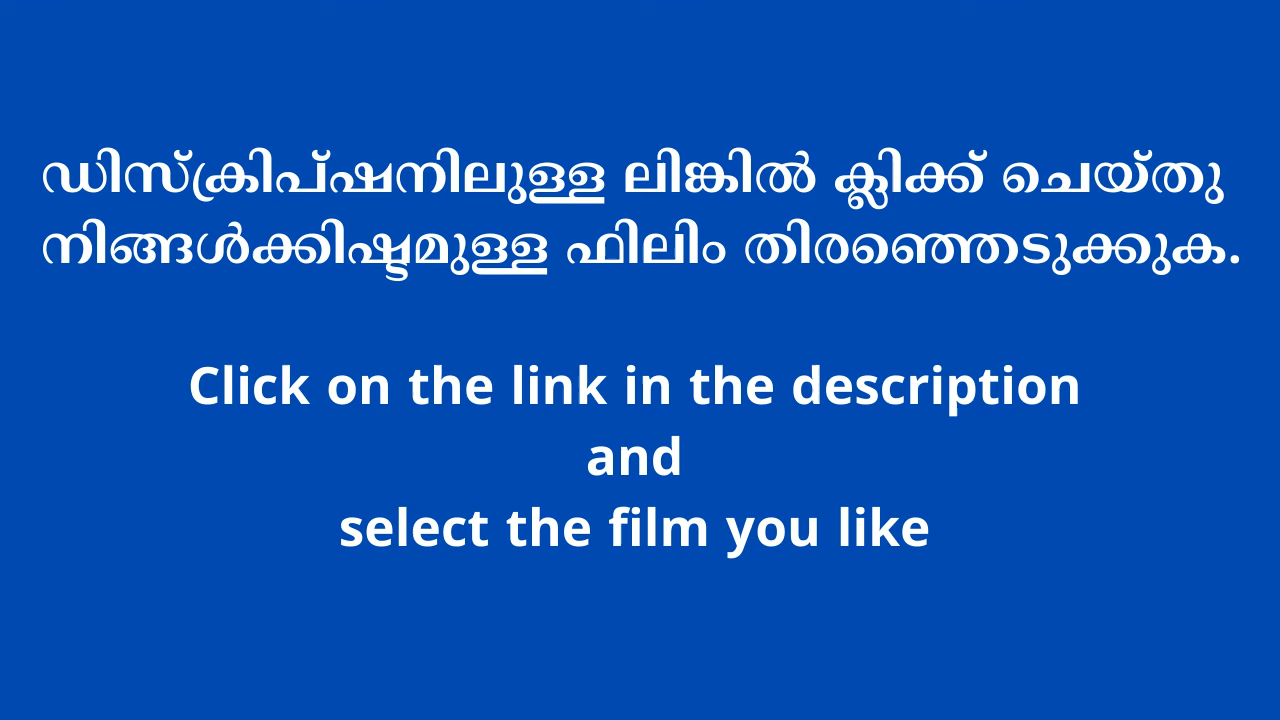 ഡിസ്ക്രിപ്ഷനിലുള്ള ലിങ്കിൽ ക്ലിക്ക് ചെയ്തു
നിങ്ങൾക്കിഷ്ടമുള്ള ഫിലിം തിരഞ്ഞെടുക്കുക.
Click on the link in the description
and
select the film you like